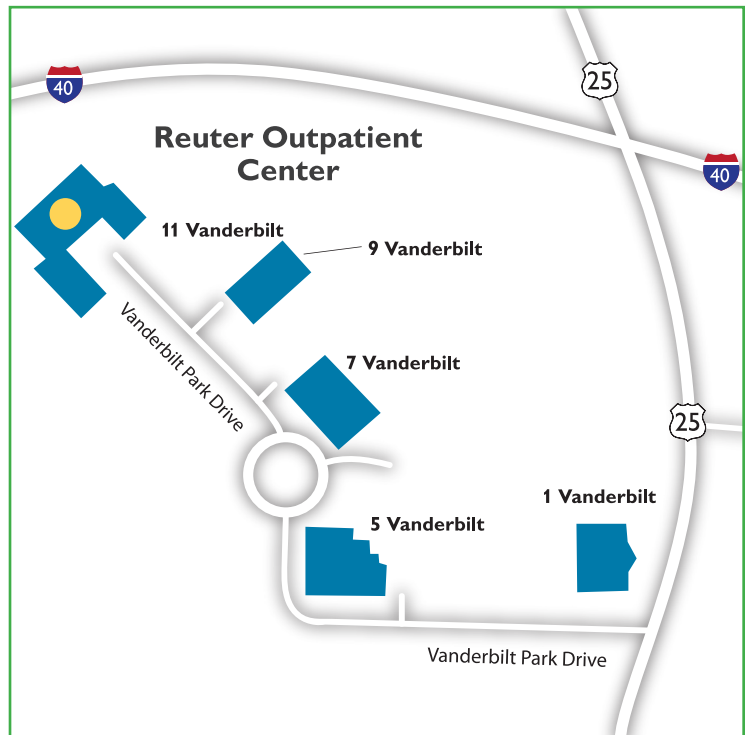 25
40
Reuter Outpatient
Center
40
11 Vanderbilt
9 Vanderbilt
Vanderbilt Park Drive
7 Vanderbilt
25
1 Vanderbilt
5 Vanderbilt
Vanderbilt Park Drive